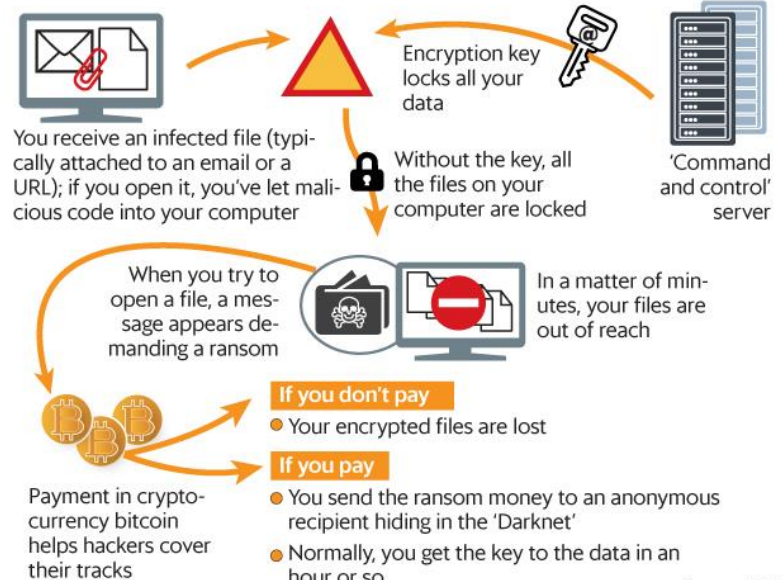 @
Encryption key
locks all your
data
You receive an infected file (typi-
cally attached to an email or a
URL); if you open it, you've let mali-
cious code into your computer
Without the key, all
the files on your
computer are locked
'Command
and control'
server
When you try to
open a file, a mes-
sage appears de-
manding a ransom
In a matter of min-
utes, your files are
out of reach
If you don't pay
Your encrypted files are lost
If you pay
You send the ransom money to an anonymous
recipient hiding in the 'Darknet'
Normally, you get the key to the data in an
hour or so
Payment in crypto-
currency bitcoin
helps hackers cover
their tracks